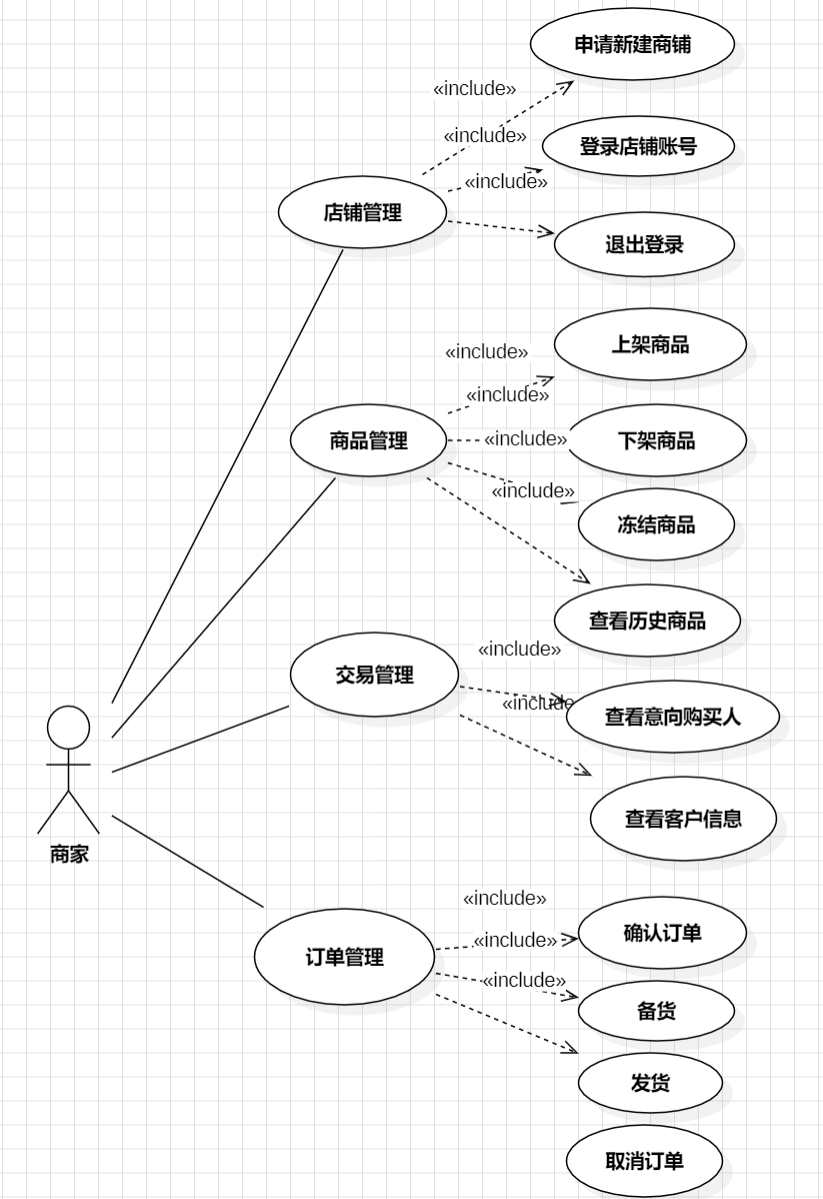 申请新建商铺
«include»
«include»
登录店铺账号
«include»
店铺管理
退出登录
上架商品
«include»
«include»
商品管理
«include»
下架商品
«include»
冻结商品
查看历史商品
«include»
交易管理
«include
查看意向购买人
查看客户信息
商家
«include»
确认订单
«include»
订单管理
«include»
备货
发货
取消订单